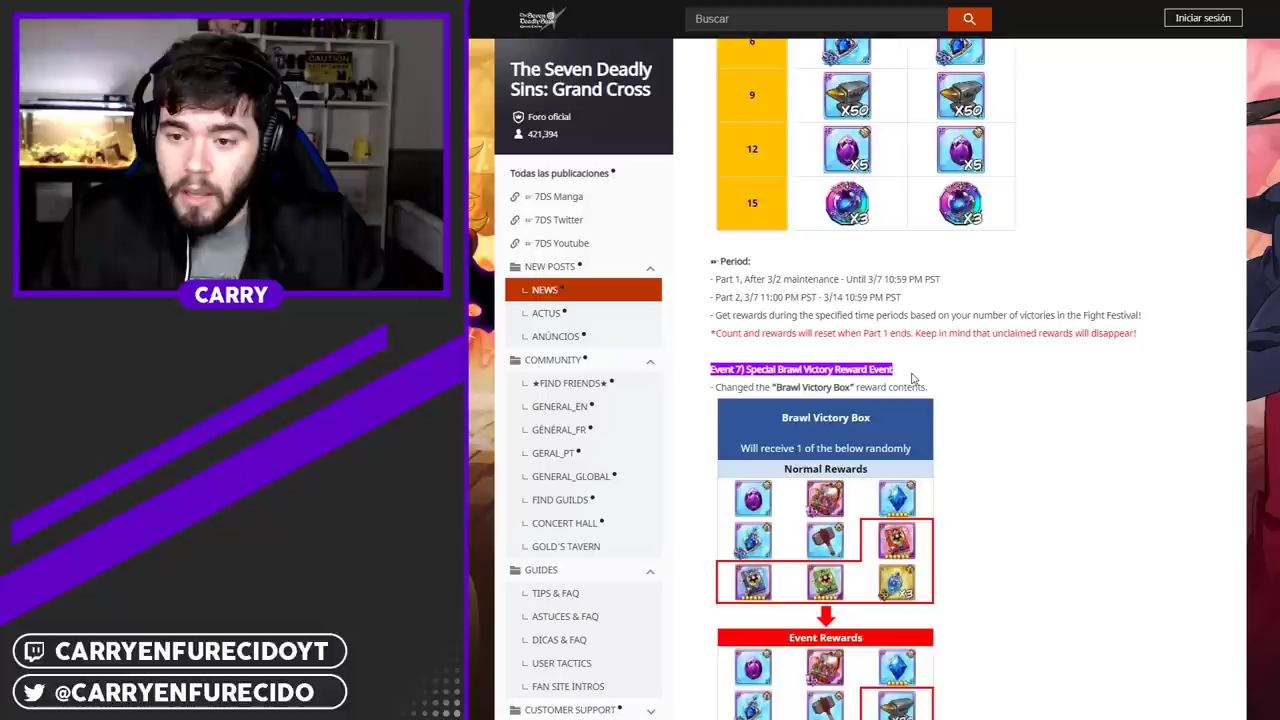 The Seven
Deadly Sins
Buscar
Iniciar sesión
The Seven Deadly
Sins: Grand Cross
Foro oficial
421,394
Todas las publicaciones
7DS Manga
7DS Twitter
7DS Youtube
NEW POSTS
NEWS
ACTUS
ANÚNCIOS
COMMUNITY
★FIND FRIENDS★
GENERAL_EN
GÉNÉRAL_FR
GERAL_PT
GENERAL_GLOBAL
FIND GUILDS
CONCERT HALL
GOLD'S TAVERN
GUIDES
TIPS & FAQ
ASTUCES & FAQ
DICAS & FAQ
USER TACTICS
FAN SITE INTROS
CUSTOMER SUPPORT
6
9
X50
X50
12
X5
X5
15
X3
X3
Period:
- Part 1, After 3/2 maintenance - Until 3/7 10:59 PM PST
- Part 2, 3/7 11:00 PM PST - 3/14 10:59 PM PST
- Get rewards during the specified time periods based on your number of victories in the Fight Festival!
*Count and rewards will reset when Part 1 ends. Keep in mind that unclaimed rewards will disappear!
Event 7) Special Brawl Victory Reward Event
- Changed the "Brawl Victory Box" reward contents.
Brawl Victory Box
Will receive 1 of the below randomly
Normal Rewards
X3
Event Rewards
CAUTION
CARRY
CARRYENFURECIDOYT
@CARRYENFURECIDO